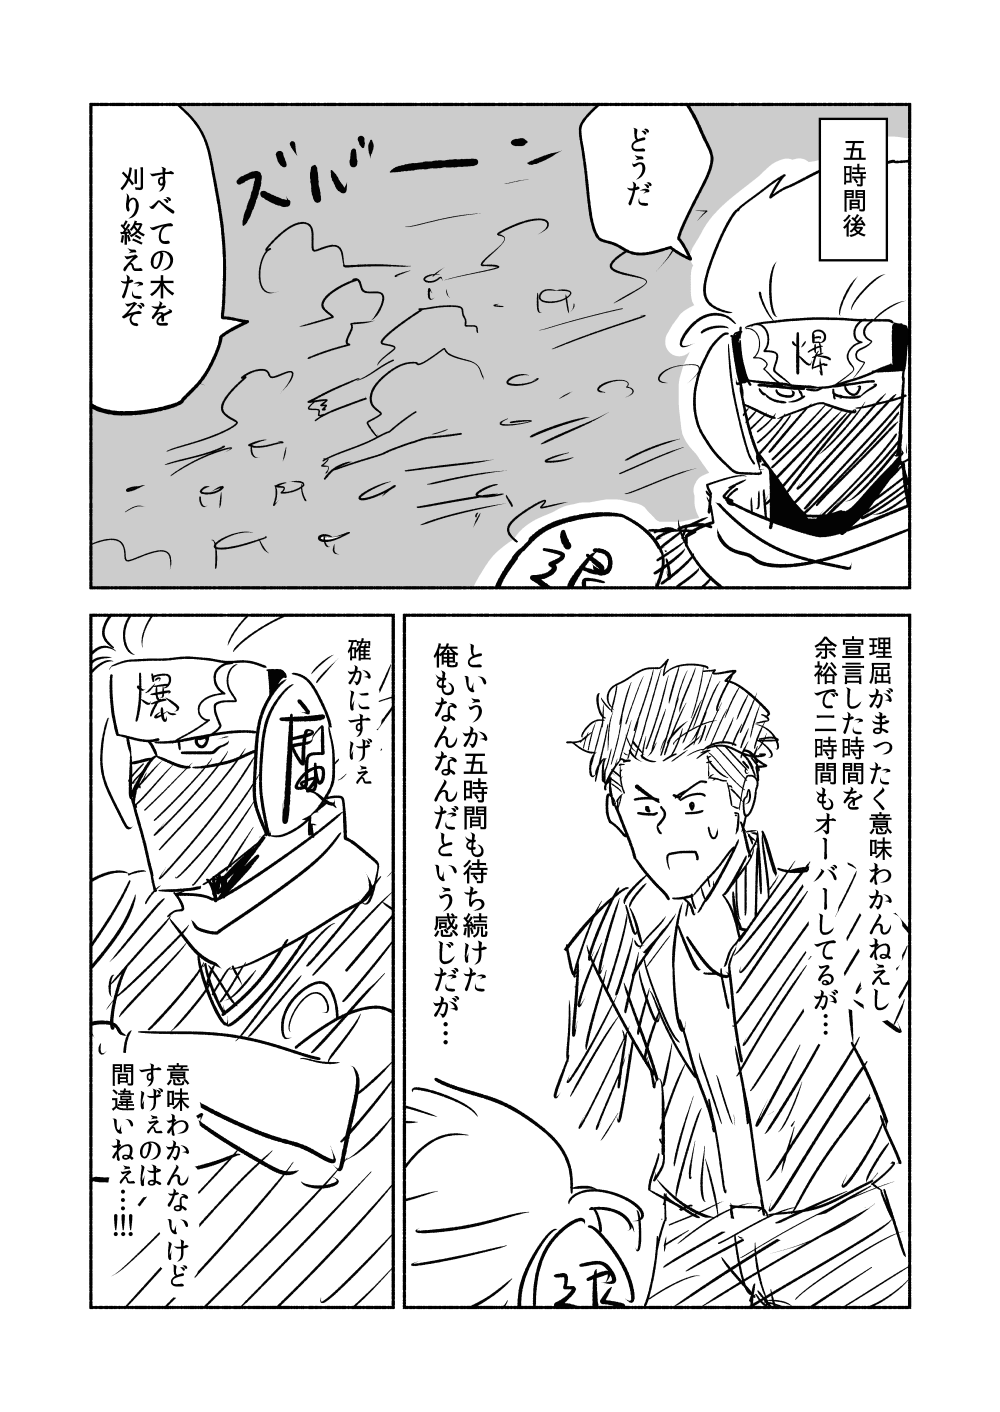 五時間後
どうだ
ズバーン
すべての木を
刈り終えたぞ
爆
退
理屈がまったく意味わかんねえし
宣言した時間を
余裕で二時間もオーバーしてるが…
というか五時間も待ち続けた
俺もなんなんだという感じだが…
退
確かにすげぇ
爆
意味わかんないけど
すげぇのは
間違いねぇ…!!!